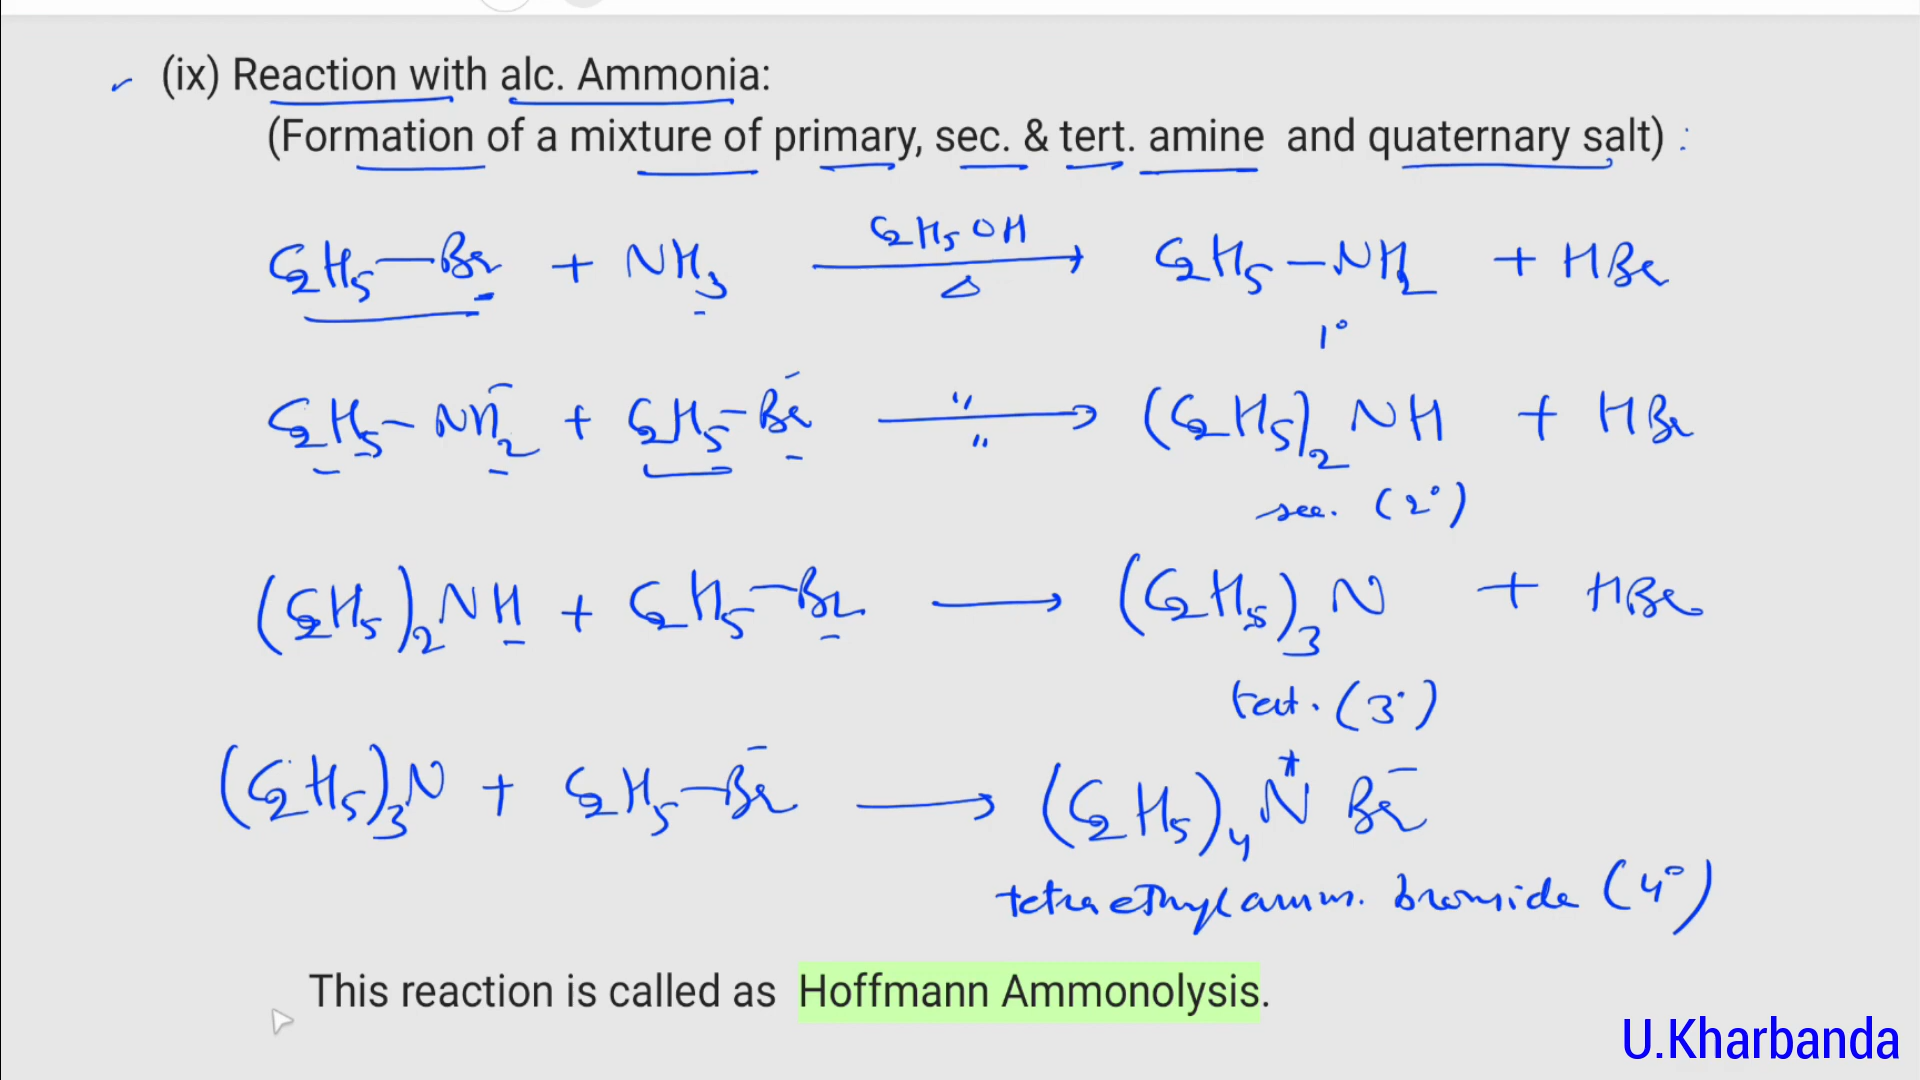 (ix) Reaction with alc. Ammonia:
(Formation of a mixture of primary, sec. & tert. amine and quaternary salt) :
C₂H₅—Br + NH₃ C₂H₅OH → Δ C₂H₅—NH₂ + HBr
1°
C₂H₅—NH₂ + C₂H₅—Br " → " (C₂H₅)₂NH + HBr
sec. (2°)
(C₂H₅)₂NH + C₂H₅—Br → (C₂H₅)₃N + HBr
tert. (3°)
(C₂H₅)₃N + C₂H₅—Br → (C₂H₅)₄N⁺ Br⁻
tetraethylamm. bromide (4°)
This reaction is called as Hoffmann Ammonolysis.
U.Kharbanda